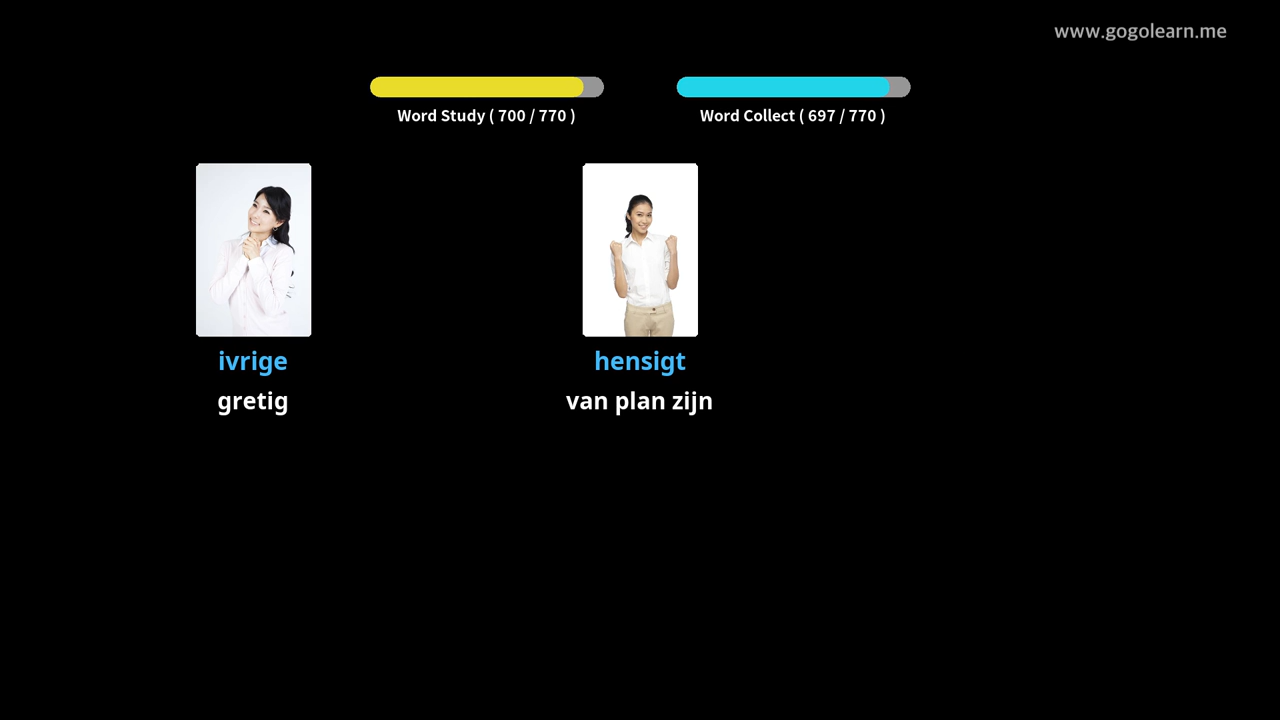 www.gogolearn.me
Word Study ( 700 / 770 )
Word Collect ( 697 / 770 )
ivrige
gretig
hensigt
van plan zijn